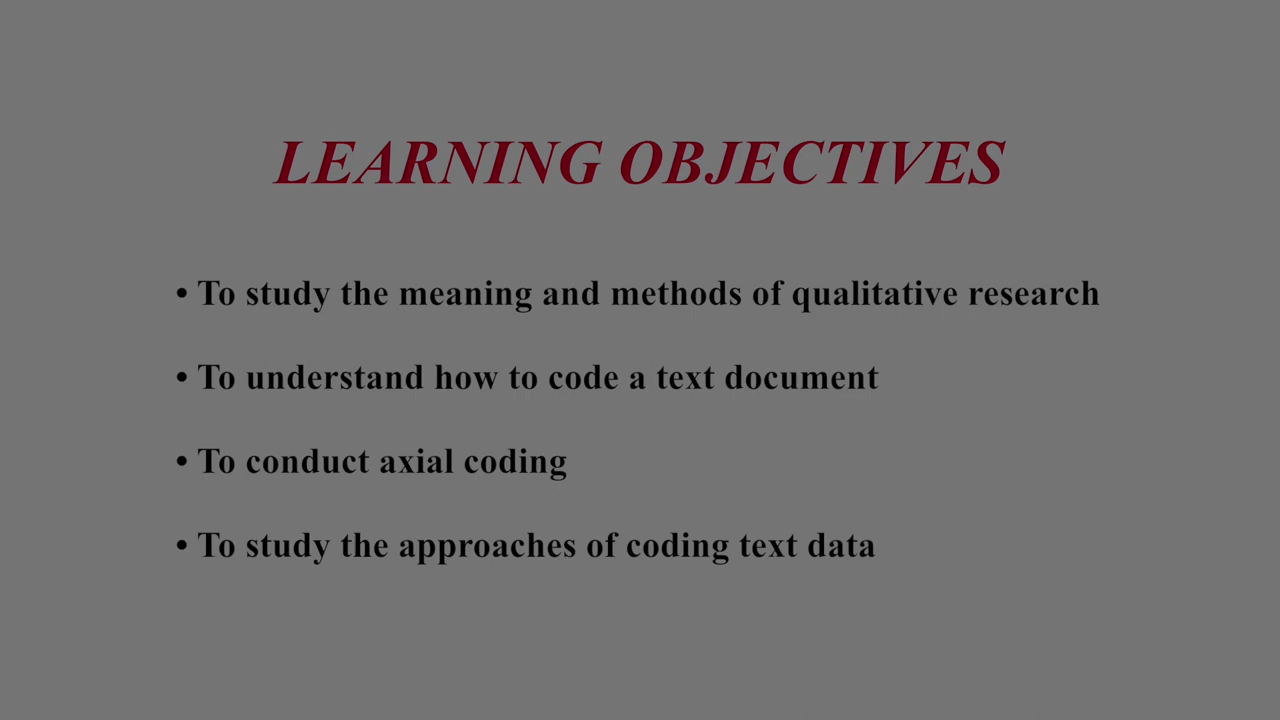 LEARNING OBJECTIVES
• To study the meaning and methods of qualitative research
• To understand how to code a text document
• To conduct axial coding
• To study the approaches of coding text data